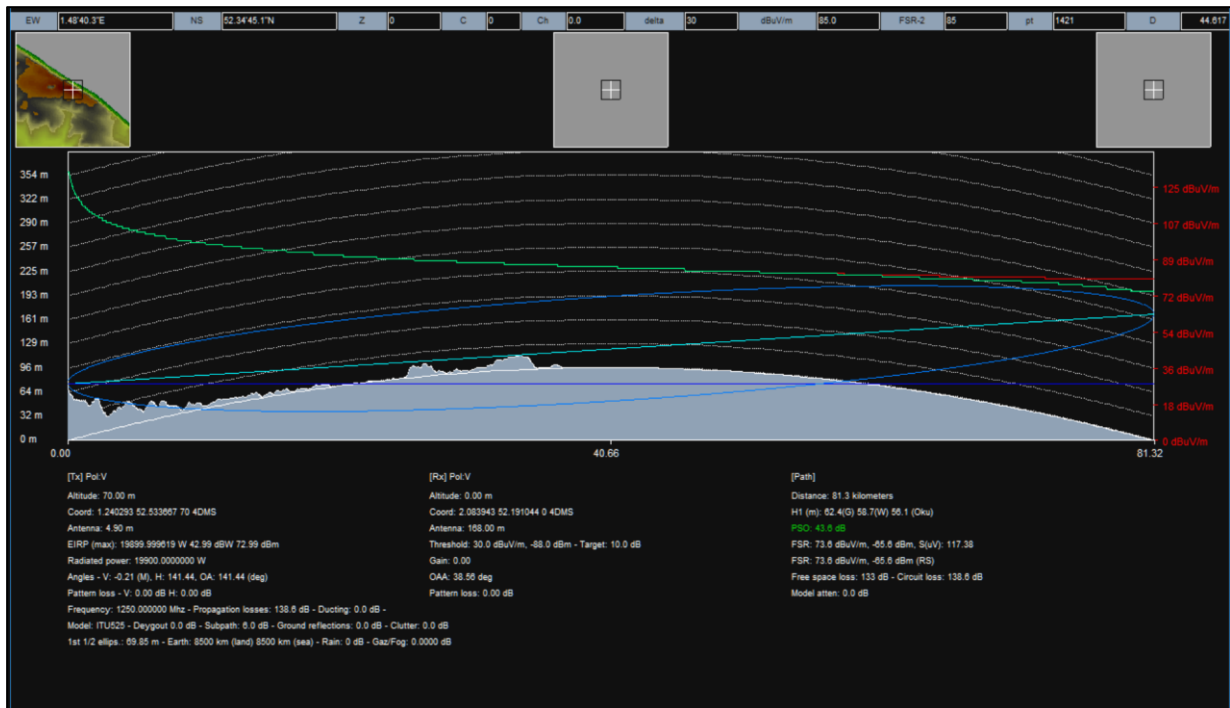 EW 1.48'40.3"E NS 52.34'45.1"N Z 0 C 0 Ch 0.0 delta 30 dBuV/m 85.0 FSR-2 85 pt 1421 D 44.617
354 m
322 m
290 m
257 m
225 m
193 m
161 m
129 m
96 m
64 m
32 m
0 m
125 dBuV/m
107 dBuV/m
89 dBuV/m
72 dBuV/m
54 dBuV/m
36 dBuV/m
18 dBuV/m
0 dBuV/m
0.00 40.66 81.32
[Tx] Pol:V
Altitude: 70.00 m
Coord: 1.240293 52.533667 70 4DMS
Antenna: 4.90 m
EIRP (max): 19899.999619 W 42.99 dBW 72.99 dBm
Radiated power: 19900.0000000 W
Angles - V: -0.21 (M), H: 141.44, OA: 141.44 (deg)
Pattern loss - V: 0.00 dB H: 0.00 dB
Frequency: 1250.000000 Mhz - Propagation losses: 138.6 dB - Ducting: 0.0 dB -
Model: ITU525 - Deygout 0.0 dB - Subpath: 6.0 dB - Ground reflections: 0.0 dB - Clutter: 0.0 dB
1st 1/2 ellips.: 69.85 m - Earth: 8500 km (land) 8500 km (sea) - Rain: 0 dB - Gaz/Fog: 0.0000 dB
[Rx] Pol:V
Altitude: 0.00 m
Coord: 2.083943 52.191044 0 4DMS
Antenna: 168.00 m
Threshold: 30.0 dBuV/m, -88.0 dBm - Target: 10.0 dB
Gain: 0.00
OAA: 38.56 deg
Pattern loss: 0.00 dB
[Path]
Distance: 81.3 kilometers
H1 (m): 62.4(G) 58.7(W) 56.1 (Oku)
PSO: 43.6 dB
FSR: 73.6 dBuV/m, -65.6 dBm, S(uV): 117.38
FSR: 73.6 dBuV/m, -65.6 dBm (RS)
Free space loss: 133 dB - Circuit loss: 138.6 dB
Model atten: 0.0 dB